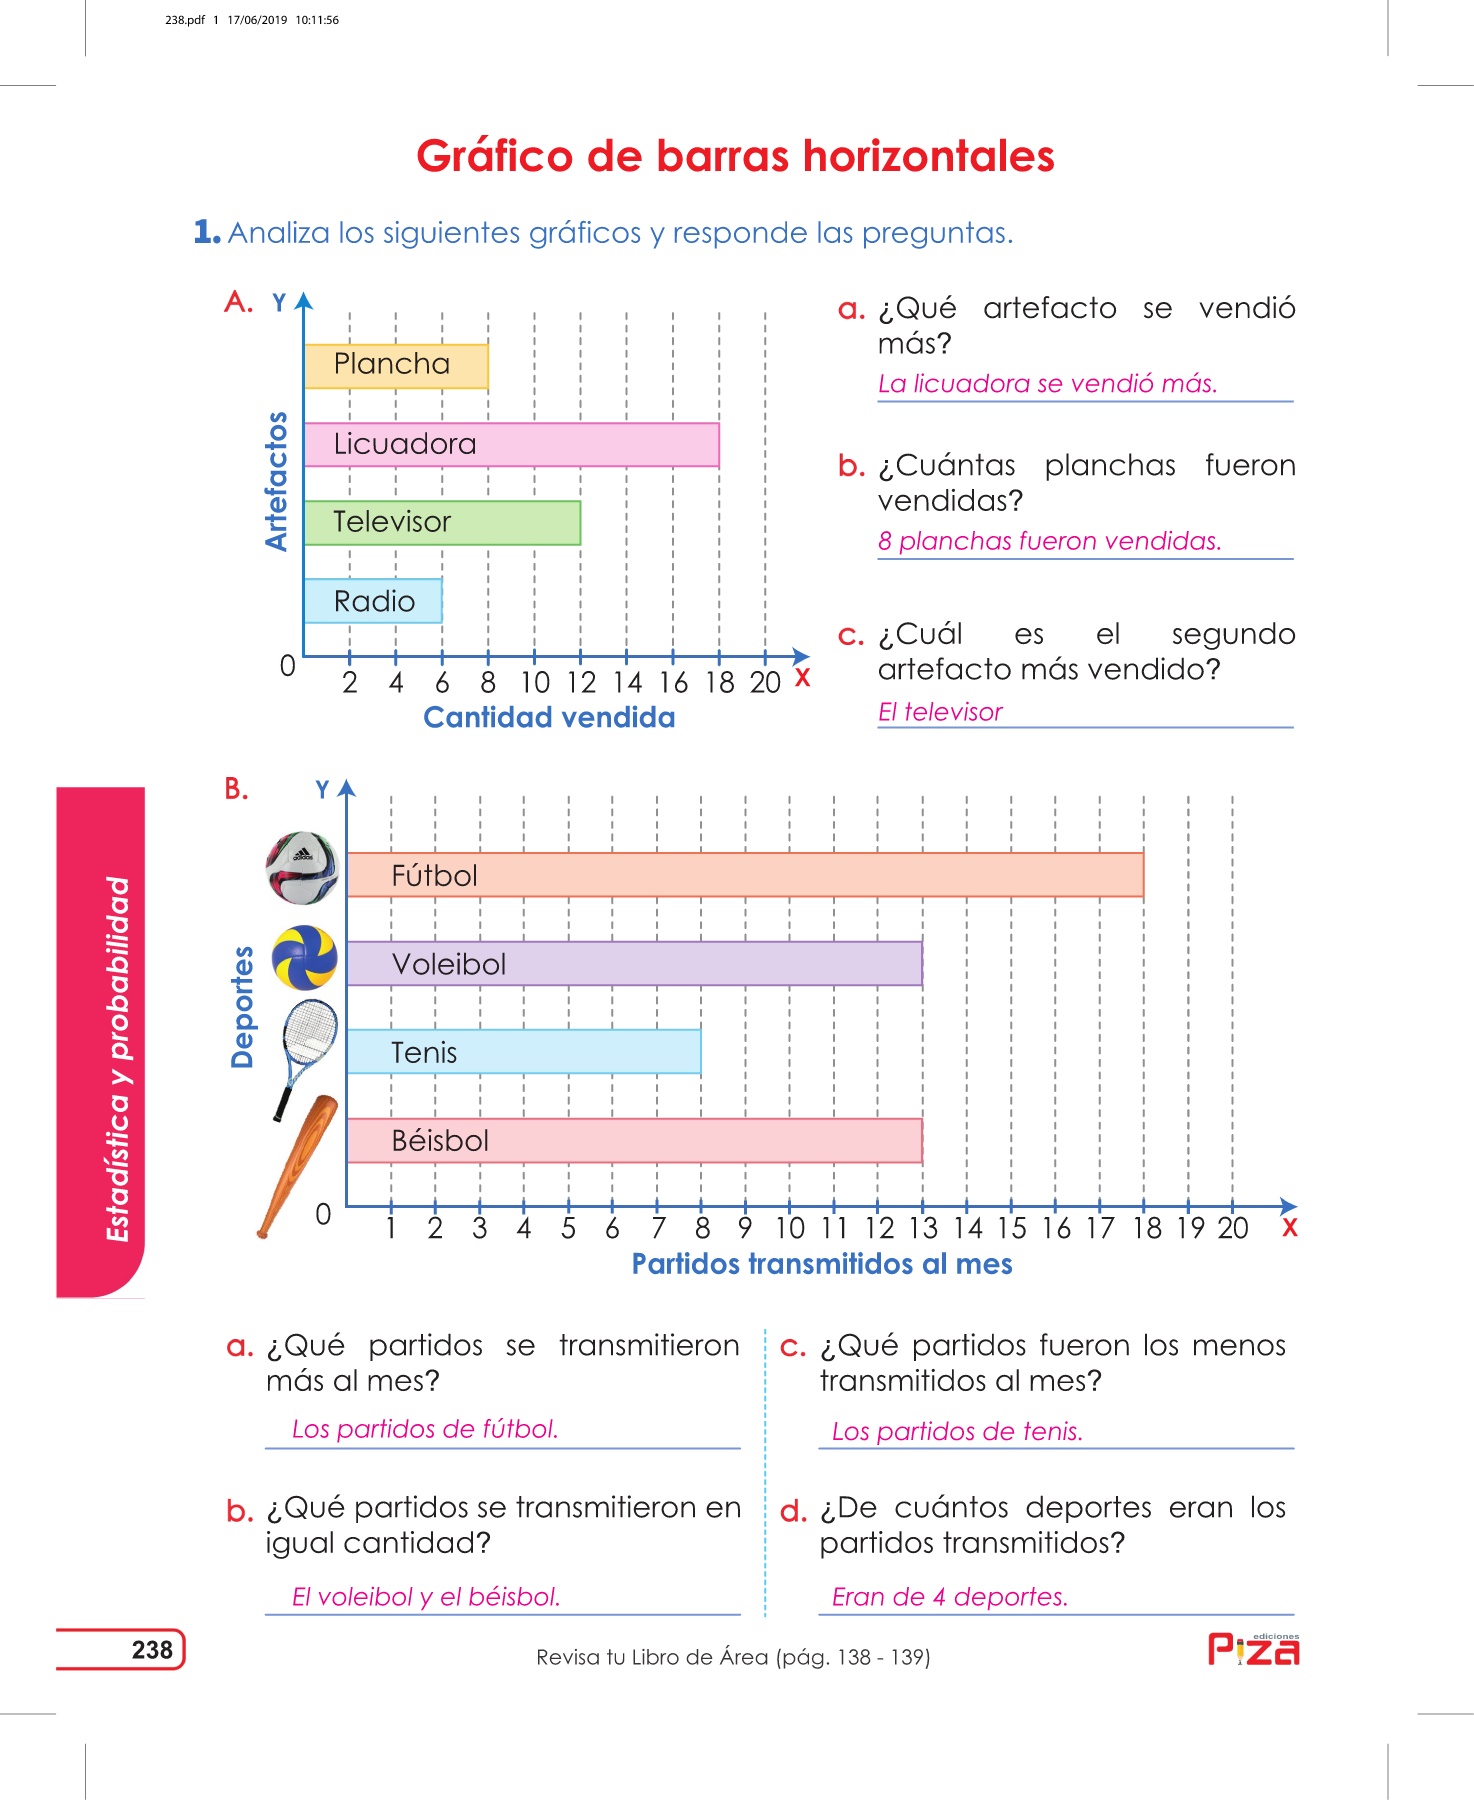 238.pdf 1 17/06/2019 10:11:56
Gráfico de barras horizontales
1. Analiza los siguientes gráficos y responde las preguntas.
A.
Y
Plancha
Licuadora
Televisor
Radio
Artefactos
0
2 4 6 8 10 12 14 16 18 20 X
Cantidad vendida
a. ¿Qué artefacto se vendió
más?
La licuadora se vendió más.
b. ¿Cuántas planchas fueron
vendidas?
8 planchas fueron vendidas.
c. ¿Cuál es el segundo
artefacto más vendido?
El televisor
B.
Y
adidas
Fútbol
Voleibol
Tenis
Béisbol
Deportes
0
1 2 3 4 5 6 7 8 9 10 11 12 13 14 15 16 17 18 19 20 X
Partidos transmitidos al mes
Estadística y probabilidad
a. ¿Qué partidos se transmitieron
más al mes?
Los partidos de fútbol.
b. ¿Qué partidos se transmitieron en
igual cantidad?
El voleibol y el béisbol.
c. ¿Qué partidos fueron los menos
transmitidos al mes?
Los partidos de tenis.
d. ¿De cuántos deportes eran los
partidos transmitidos?
Eran de 4 deportes.
238
Revisa tu Libro de Área (pág. 138 - 139)
ediciones
Piza